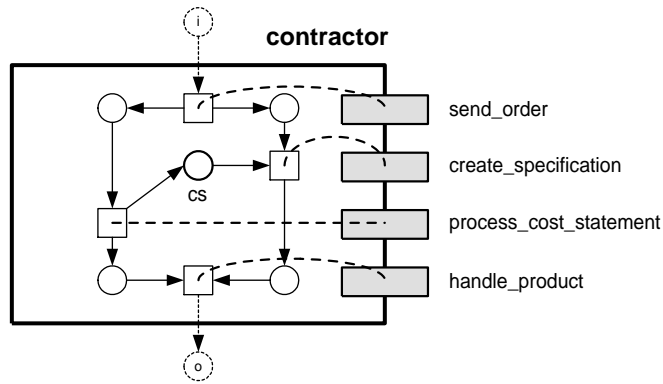 i
contractor
send_order
create_specification
cs
process_cost_statement
handle_product
o